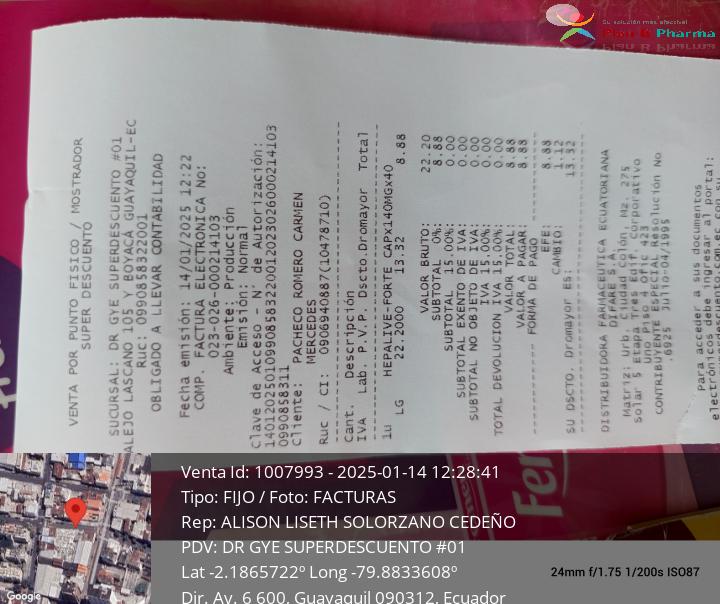 Su solución más efectiva!
Plus & Pharma
VENTA POR PUNTO FISICO / MOSTRADOR
SUPER DESCUENTO
SUCURSAL: DR GYE SUPERDESCUENTO #01
ALEJO LASCANO 105 Y BOYACA GUAYAQUIL-EC
Ruc: 0990858322001
OBLIGADO A LLEVAR CONTABILIDAD
Fecha emisión: 14/01/2025 12:22
COMP. FACTURA ELECTRONICA No:
023-026-000214103
Ambiente: Producción
Emisión: Normal
Clave de Acceso - N° de Autorización:
140120250109908583220012023026000214103
0990858311
Cliente: PACHECO ROMERO CARMEN
MERCEDES
Ruc / CI: 0906940887(10478710)
Cant. Descripción
IVA Lab. P.V.P. Dscto.Dromayor Total
1u HEPALIVE-FORTE CAPx140MGx40
LG 22.2000 13.32 8.88
VALOR BRUTO: 22.20
SUBTOTAL 0%: 8.88
SUBTOTAL 15.00%: 0.00
SUBTOTAL EXENTO DE IVA: 0.00
SUBTOTAL NO OBJETO DE IVA: 0.00
IVA 15.00%: 0.00
TOTAL DEVOLUCION IVA 15.00%: 0.00
VALOR TOTAL: 8.88
VALOR A PAGAR: 8.88
FORMA DE PAGO
EFE: 8.88
CAMBIO: 1.12
SU DSCTO. Dromayor ES: 13.32
DISTRIBUIDORA FARMACEUTICA ECUATORIANA
DIFARE S.A.
Matriz: Urb. Ciudad Colón, Mz. 275
Solar 5 Etapa Tres Edif. Corporativo
CONTRIBUYENTE ESPECIAL Resolución No
.6925 Julio-04/1995
Para acceder a sus documentos
electrónicos debe ingresar al portal:
Fer
Google
Venta Id: 1007993 - 2025-01-14 12:28:41
Tipo: FIJO / Foto: FACTURAS
Rep: ALISON LISETH SOLORZANO CEDEÑO
PDV: DR GYE SUPERDESCUENTO #01
Lat -2.1865722º Long -79.8833608º
Dir. Av. 6 600, Guayaquil 090312, Ecuador
24mm f/1.75 1/200s ISO87